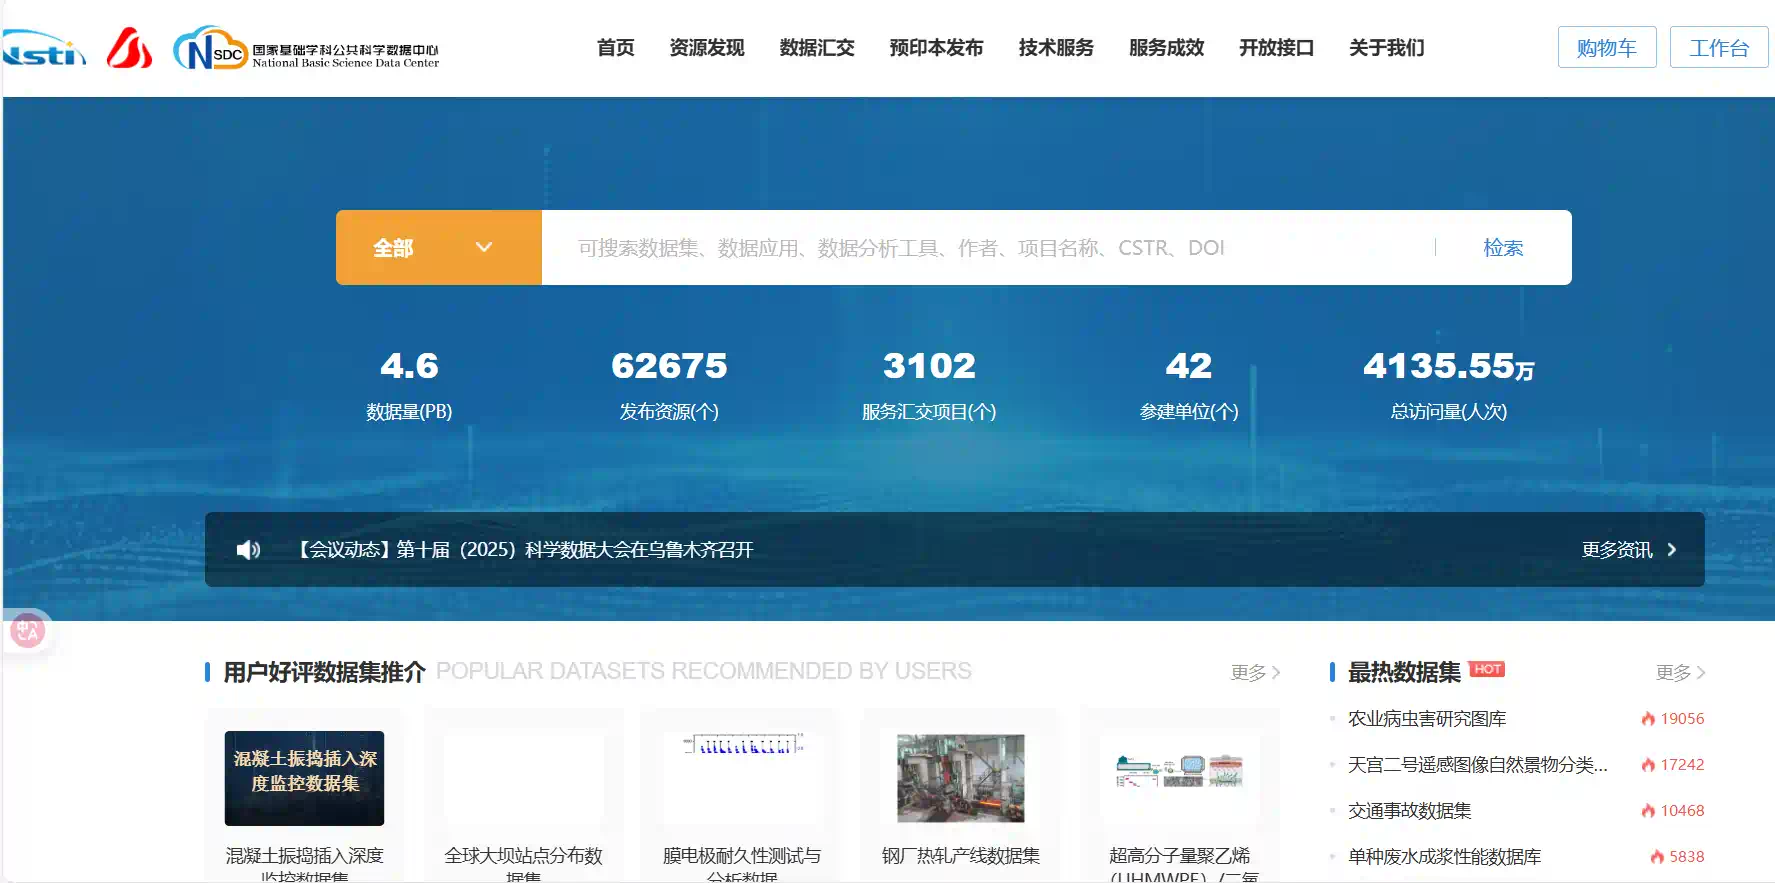 NSDC
国家基础学科公共科学数据中心
National Basic Science Data Center
首页 资源发现 数据汇交 预印本发布 技术服务 服务成效 开放接口 关于我们
购物车 工作台
全部 可搜索数据集、数据应用、数据分析工具、作者、项目名称、CSTR、DOI 检索
4.6 62675 3102 42 4135.55万
数据量(PB) 发布资源(个) 服务汇交项目(个) 参建单位(个) 总访问量(人次)
【会议动态】第十届（2025）科学数据大会在乌鲁木齐召开 更多资讯
用户好评数据集推介 POPULAR DATASETS RECOMMENDED BY USERS 更多
混凝土振捣插入深
度监控数据集
混凝土振捣插入深度
监控数据集
全球大坝站点分布数
据集
膜电极耐久性测试与
分析数据
钢厂热轧产线数据集
超高分子量聚乙烯
（UHMWPE）/二氧
最热数据集 HOT 更多
农业病虫害研究图库 19056
天宫二号遥感图像自然景物分类... 17242
交通事故数据集 10468
单种废水成浆性能数据库 5838